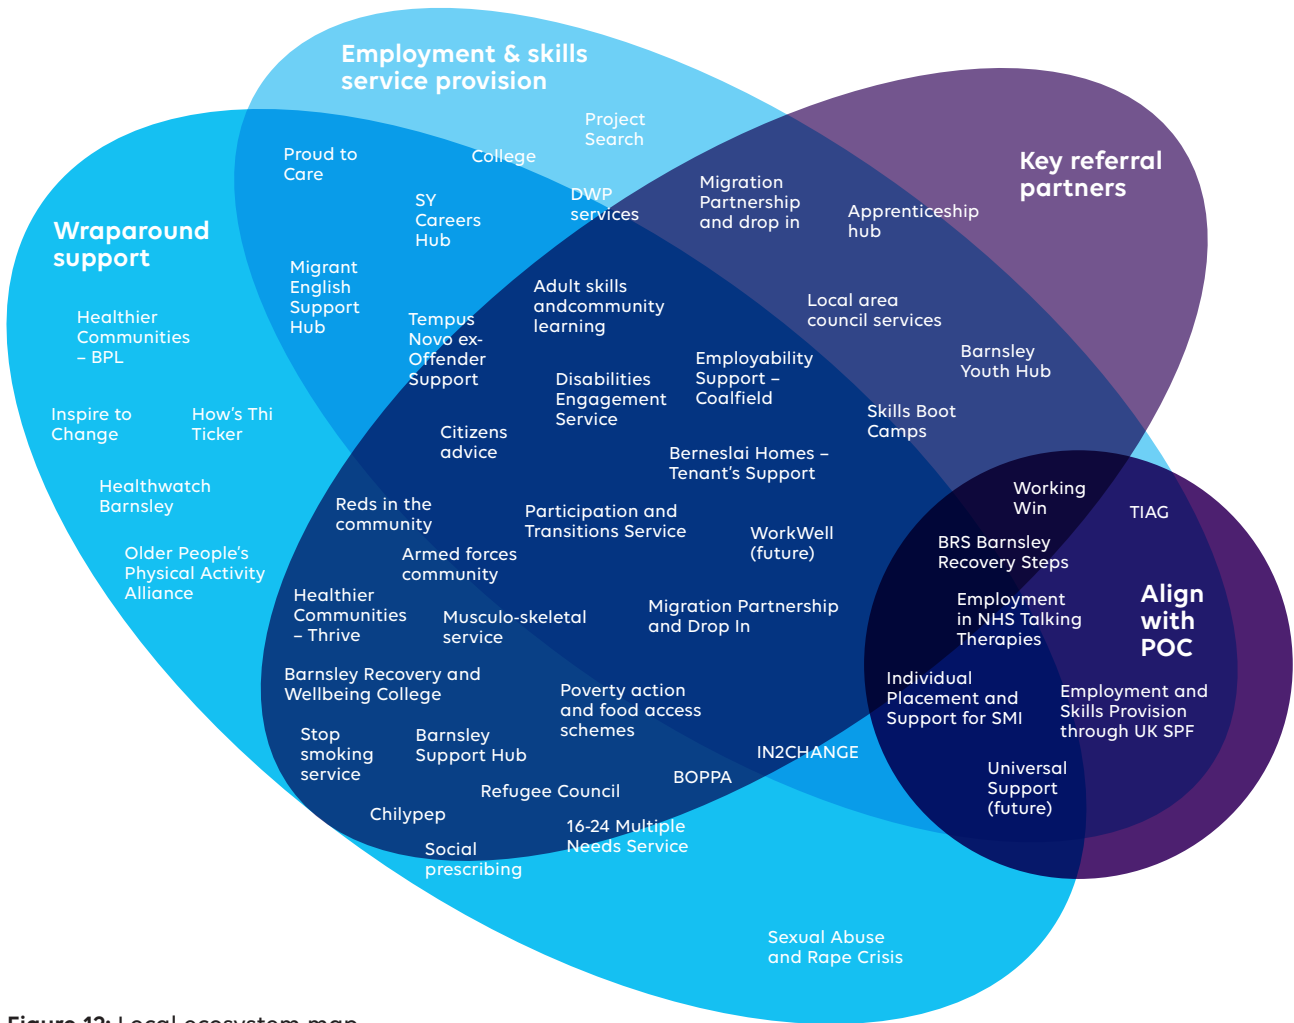 Employment & skills
service provision
Project
Search
Proud to
Care
College
Key referral
partners
Migration
Partnership
and drop in
DWP
services
SY
Careers
Hub
Apprenticeship
hub
Wraparound
support
Migrant
English
Support
Hub
Adult skills
andcommunity
learning
Local area
council services
Healthier
Communities
– BPL
Tempus
Novo ex-
Offender
Support
Employability
Support –
Coalfield
Barnsley
Youth Hub
Disabilities
Engagement
Service
Inspire to
Change
How's Thi
Ticker
Skills Boot
Camps
Citizens
advice
Berneslai Homes –
Tenant's Support
Healthwatch
Barnsley
Working
Win
TIAG
Reds in the
community
Participation and
Transitions Service
WorkWell
(future)
BRS Barnsley
Recovery Steps
Older People's
Physical Activity
Alliance
Armed forces
community
Healthier
Communities
– Thrive
Musculo-skeletal
service
Migration Partnership
and Drop In
Employment
in NHS Talking
Therapies
Align
with
POC
Barnsley Recovery and
Wellbeing College
Poverty action
and food access
schemes
Individual
Placement and
Support for SMI
Employment and
Skills Provision
through UK SPF
Stop
smoking
service
Barnsley
Support Hub
IN2CHANGE
BOPPA
Universal
Support
(future)
Refugee Council
Chilypep
16-24 Multiple
Needs Service
Social
prescribing
Sexual Abuse
and Rape Crisis
Figure 12: Local ecosystem map